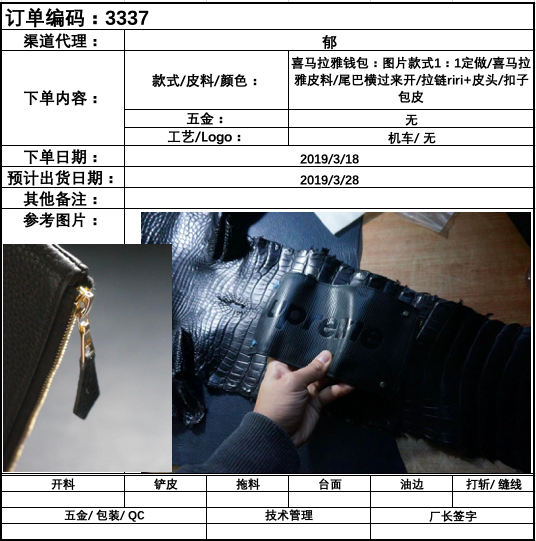 订单编码：3337
渠道代理：
郁
下单内容：
款式/皮料/颜色：
喜马拉雅钱包：图片款式1：1定做/喜马拉
雅皮料/尾巴横过来开/拉链riri+皮头/扣子
包皮
五金：
无
工艺/Logo：
机车/ 无
下单日期：
2019/3/18
预计出货日期：
2019/3/28
其他备注：
参考图片：
upreme
开料 铲皮 拖料 台面 油边 打斩/ 缝线
五金/ 包装/ QC 技术管理 厂长签字